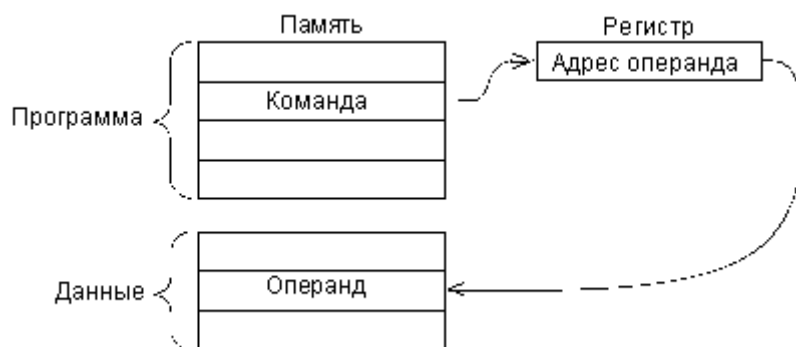 Память
Регистр
Адрес операнда
Команда
Программа
Операнд
Данные